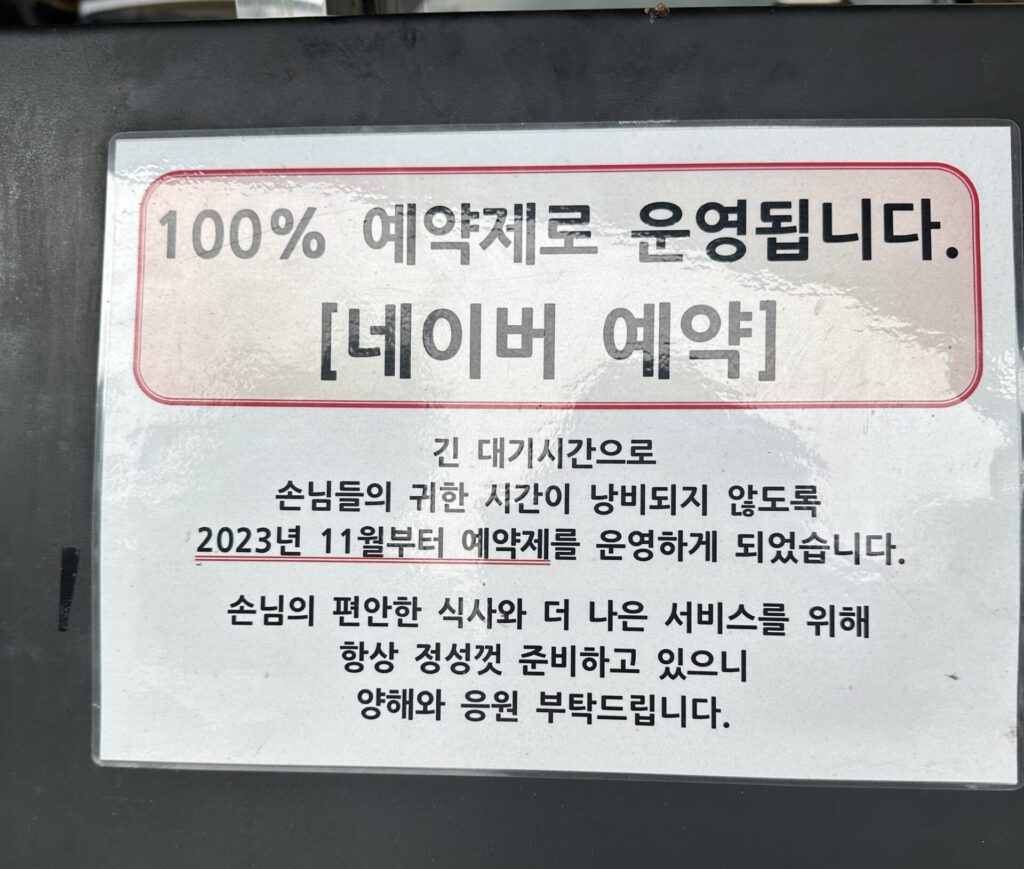 100% 예약제로 운영됩니다.
[네이버 예약]
긴 대기시간으로
손님들의 귀한 시간이 낭비되지 않도록
2023년 11월부터 예약제를 운영하게 되었습니다.
손님의 편안한 식사와 더 나은 서비스를 위해
항상 정성껏 준비하고 있으니
양해와 응원 부탁드립니다.